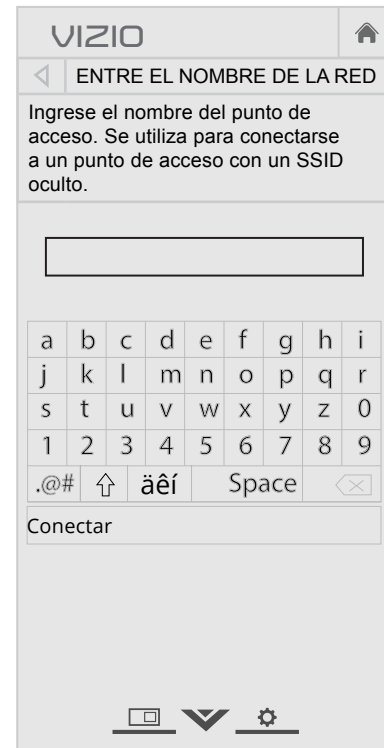 VIZIO
ENTRE EL NOMBRE DE LA RED
Ingrese el nombre del punto de
acceso. Se utiliza para conectarse
a un punto de acceso con un SSID
oculto.
a b c d e f g h i
j k l m n o p q r
s t u v w x y z 0
1 2 3 4 5 6 7 8 9
.@# äêí Space
Conectar